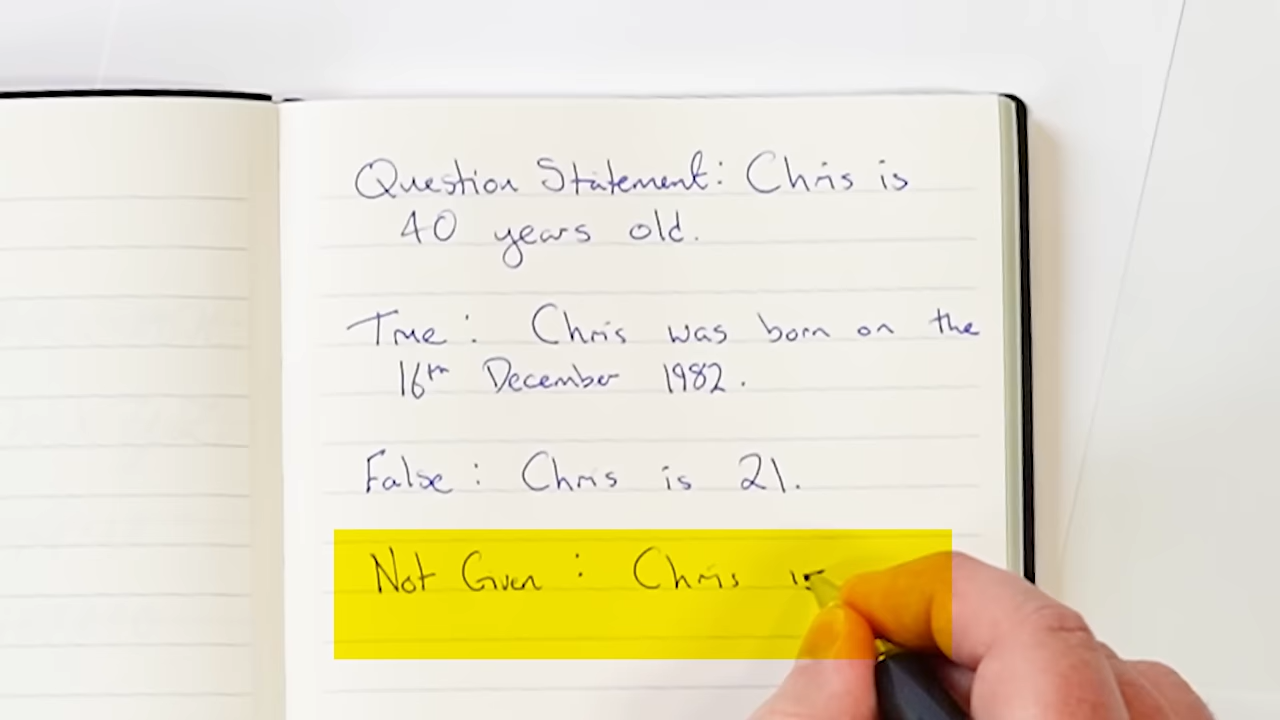 Question Statement: Chris is
40 years old.
True: Chris was born on the
16th December 1982.
False: Chris is 21.
Not Given: Chris is